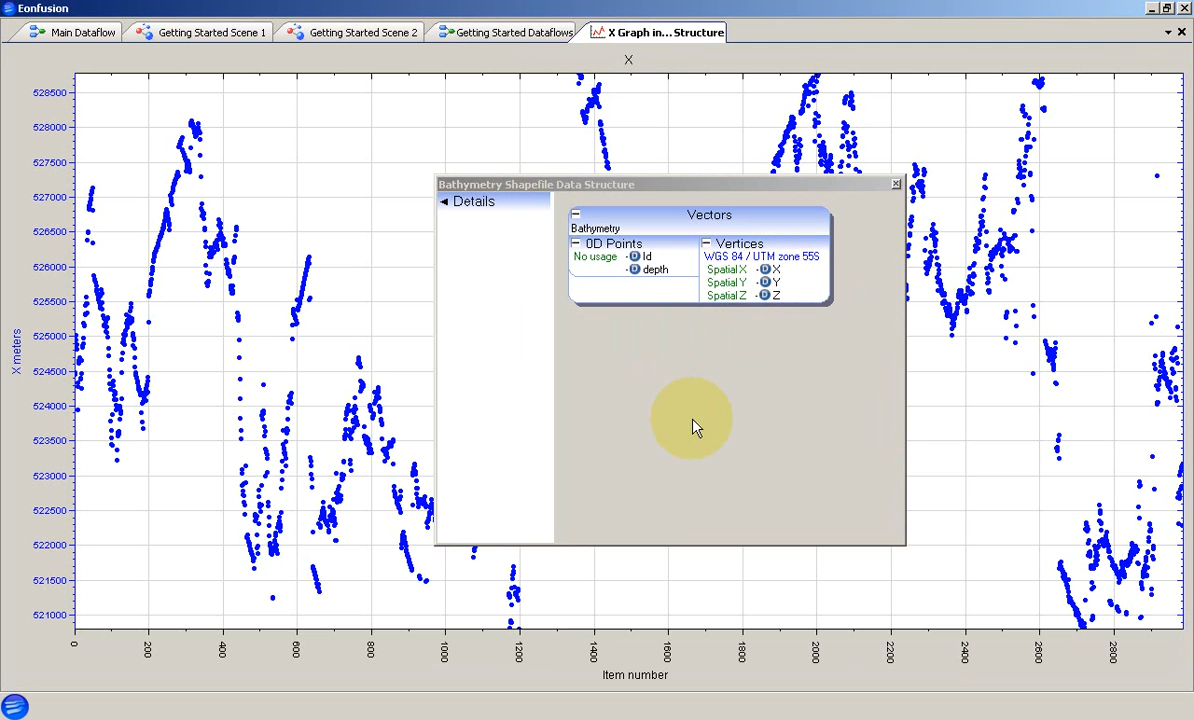 Eonfusion
Main Dataflow
Getting Started Scene 1
Getting Started Scene 2
Getting Started Dataflows
X Graph in... Structure
X
528500
528000
527500
527000
526500
526000
525500
525000
524500
524000
523500
523000
522500
522000
521500
521000
X meters
Bathymetry Shapefile Data Structure
Details
Vectors
Bathymetry
0D Points
No usage Id
depth
Vertices
WGS 84 / UTM zone 55S
Spatial X X
Spatial Y Y
Spatial Z Z
0 200 400 600 800 1000 1200 1400 1600 1800 2000 2200 2400 2600 2800
Item number